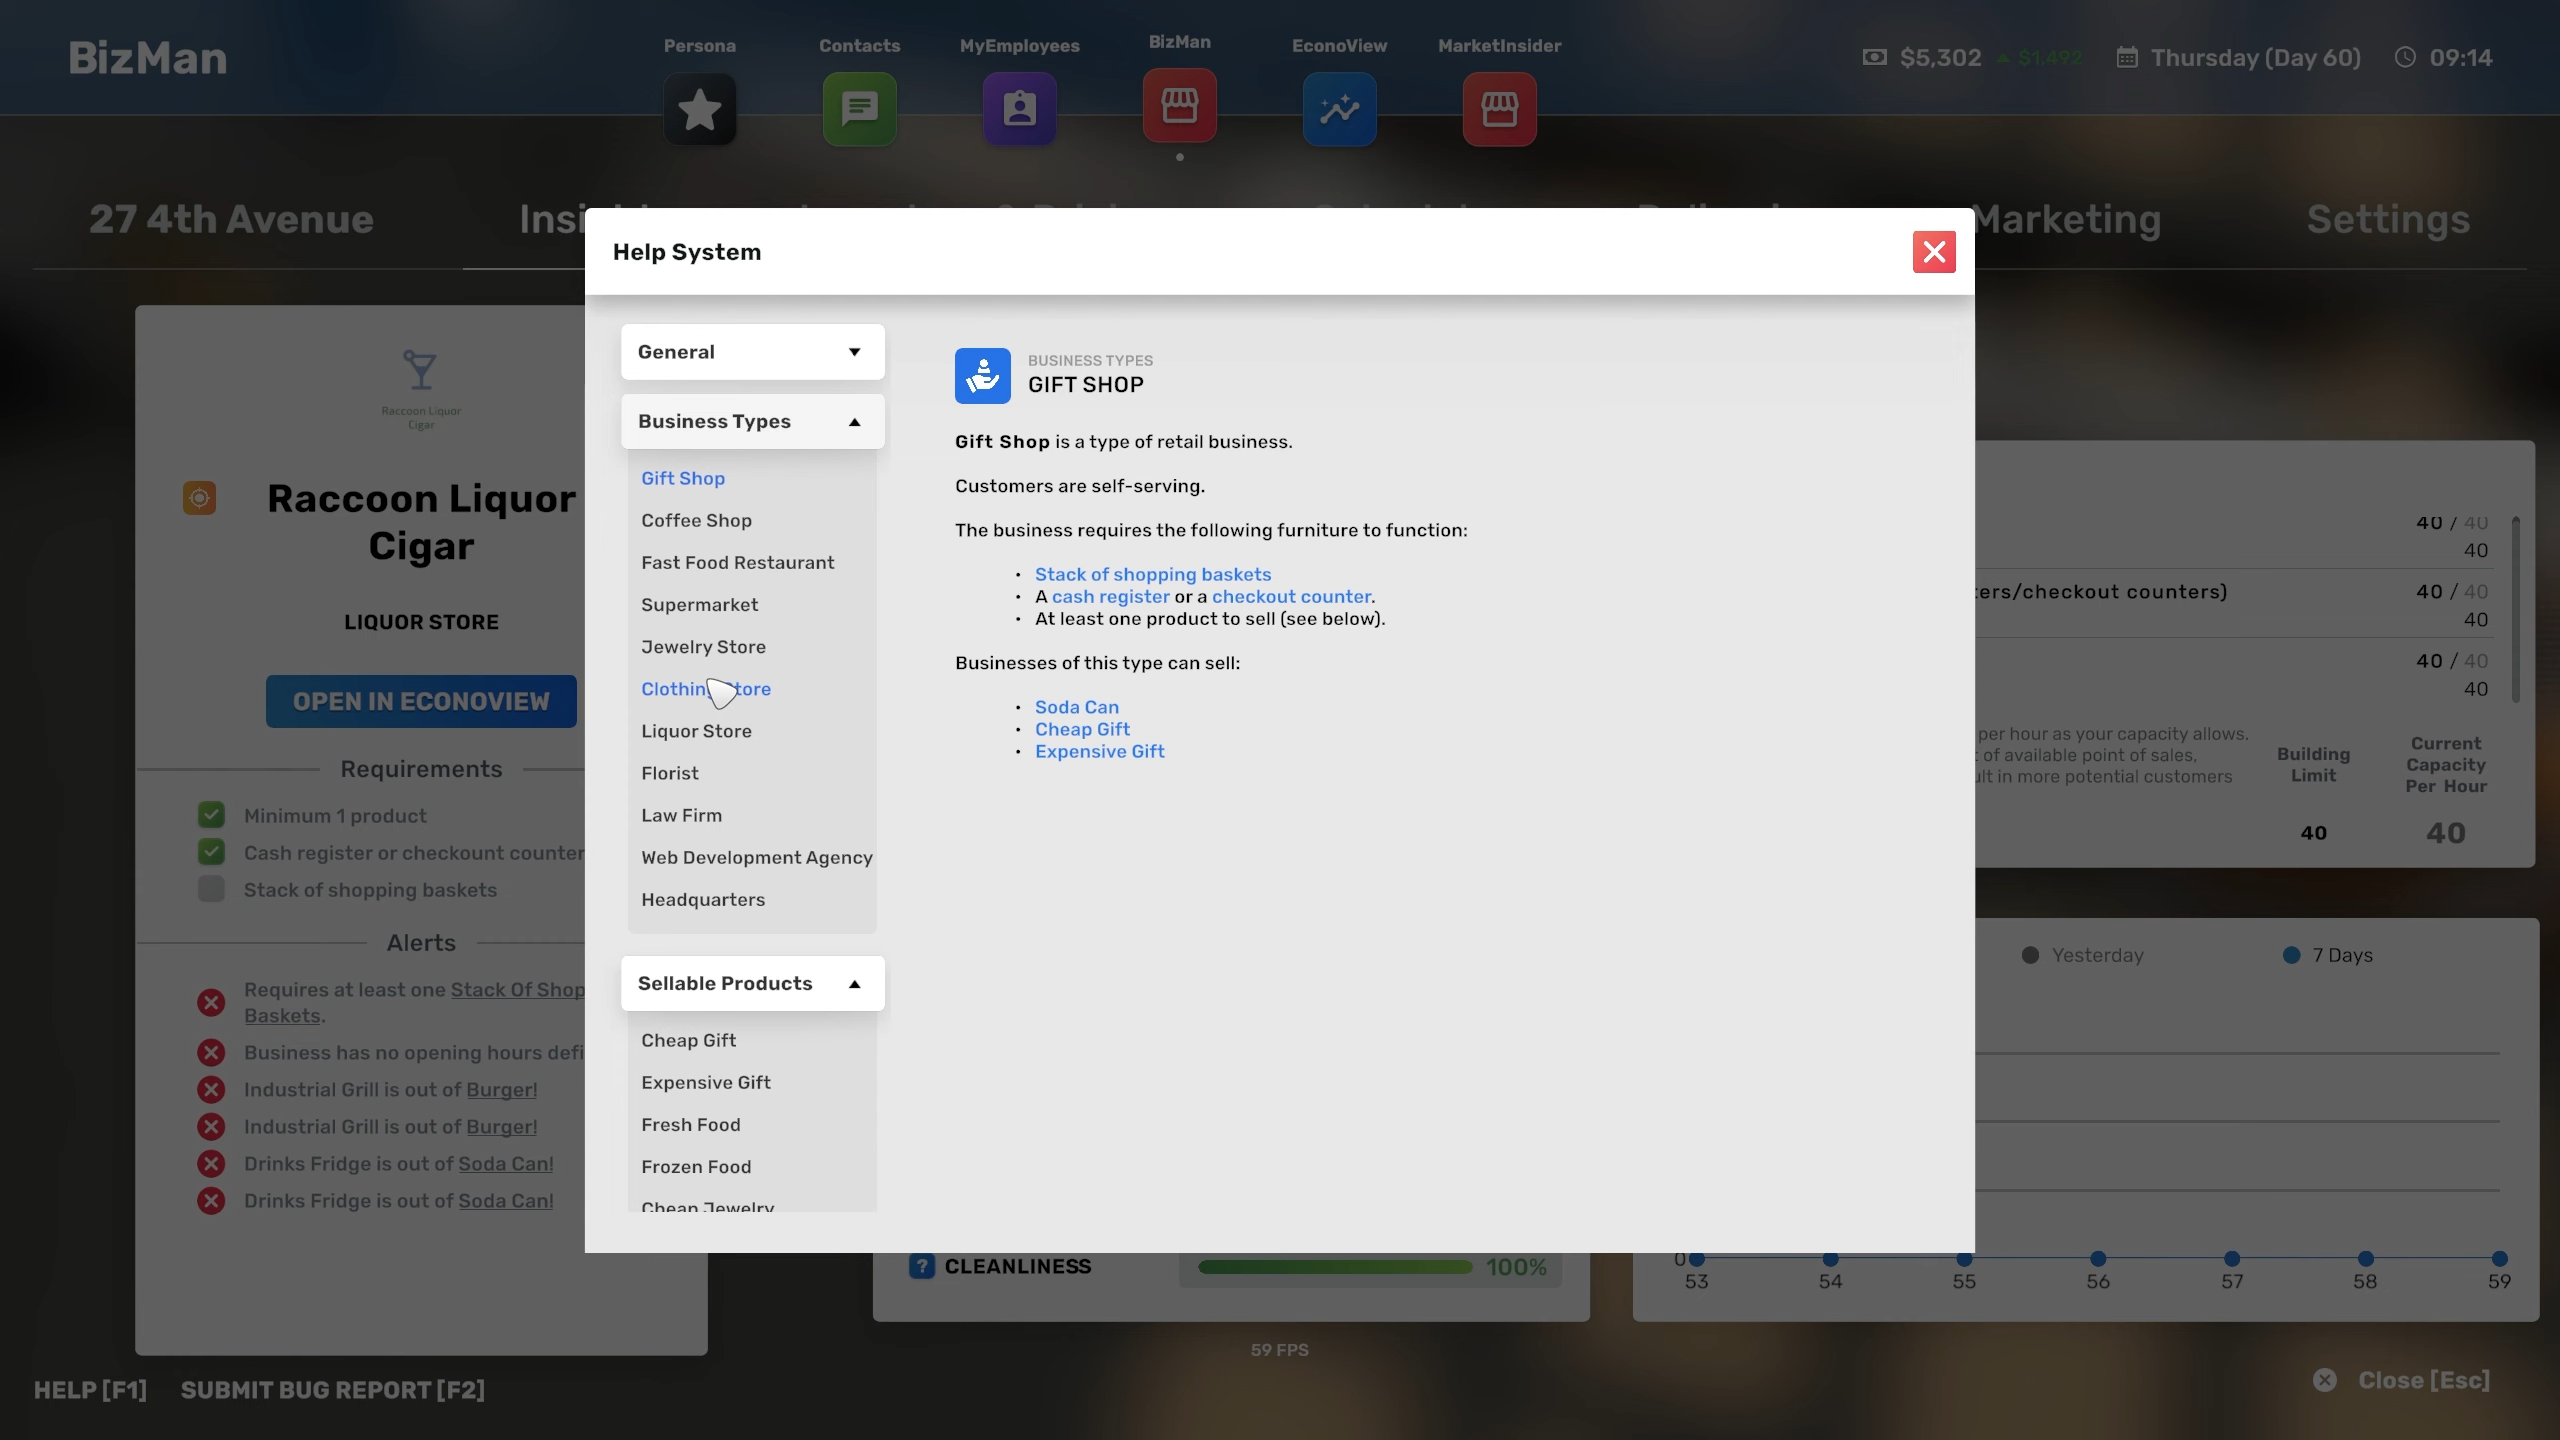 BizMan
Persona
Contacts
MyEmployees
BizMan
EconoView
MarketInsider
$5,302
$1,492
Thursday (Day 60)
09:14
27 4th Avenue
Marketing
Settings
Help System
General
Business Types
Gift Shop
Coffee Shop
Fast Food Restaurant
Supermarket
Jewelry Store
Clothing Store
Liquor Store
Florist
Law Firm
Web Development Agency
Headquarters
Sellable Products
Cheap Gift
Expensive Gift
Fresh Food
Frozen Food
Cheap Jewelry
BUSINESS TYPES
GIFT SHOP
Gift Shop is a type of retail business.
Customers are self-serving.
The business requires the following furniture to function:
• Stack of shopping baskets
• A cash register or a checkout counter.
• At least one product to sell (see below).
Businesses of this type can sell:
• Soda Can
• Cheap Gift
• Expensive Gift
Raccoon Liquor
Cigar
Raccoon Liquor
Cigar
LIQUOR STORE
OPEN IN ECONOVIEW
Requirements
Minimum 1 product
Cash register or checkount counter
Stack of shopping baskets
Alerts
Requires at least one Stack Of Shop
Baskets.
Business has no opening hours defi
Industrial Grill is out of Burger!
Industrial Grill is out of Burger!
Drinks Fridge is out of Soda Can!
Drinks Fridge is out of Soda Can!
40 / 40
40
ers/checkout counters)
40 / 40
40
40 / 40
40
per hour as your capacity allows.
of available point of sales,
in more potential customers
Building
Limit
Current
Capacity
Per Hour
40
40
Yesterday
7 Days
0
53
54
55
56
57
58
59
? CLEANLINESS
100%
59 FPS
HELP [F1]
SUBMIT BUG REPORT [F2]
Close [Esc]